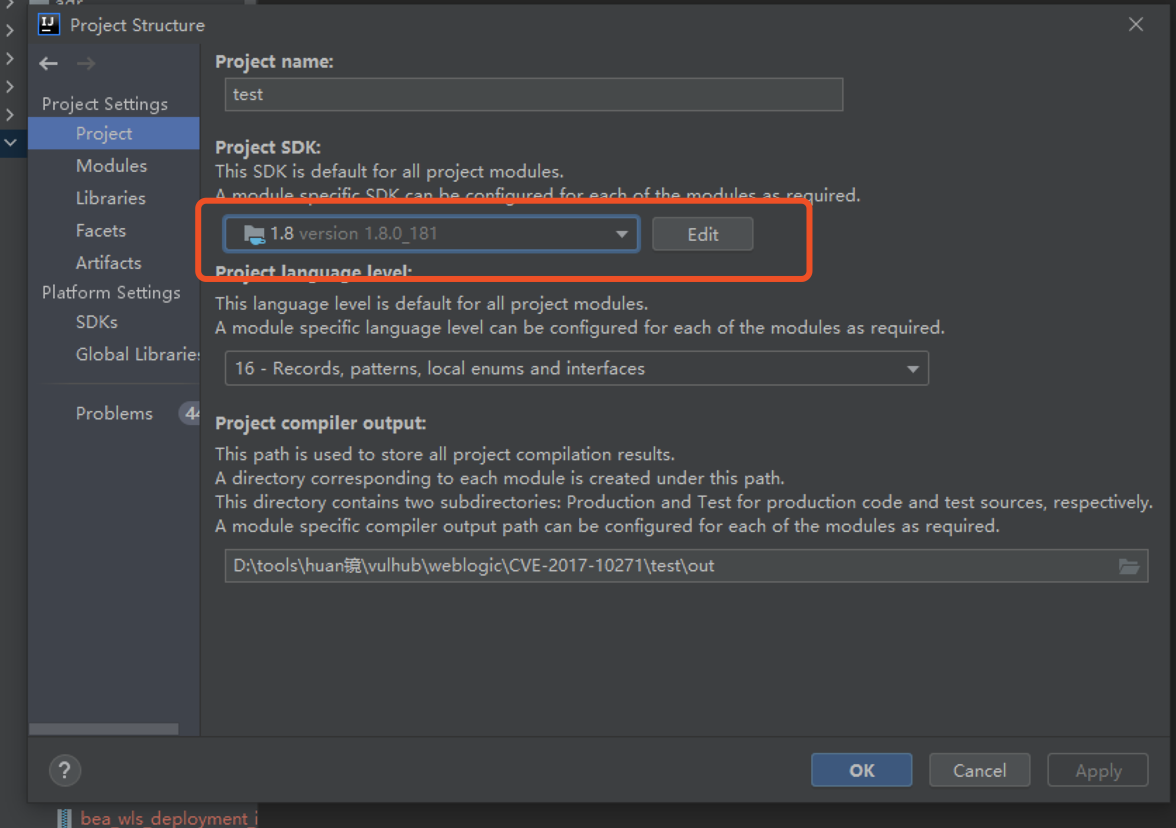 adr
IJ
Project Structure
Project Settings
Project
Modules
Libraries
Facets
Artifacts
Platform Settings
SDKs
Global Libraries
Problems 44
Project name:
test
Project SDK:
This SDK is default for all project modules.
A module specific SDK can be configured for each of the modules as required.
1.8 version 1.8.0_181
Edit
Project language level:
This language level is default for all project modules.
A module specific language level can be configured for each of the modules as required.
16 - Records, patterns, local enums and interfaces
Project compiler output:
This path is used to store all project compilation results.
A directory corresponding to each module is created under this path.
This directory contains two subdirectories: Production and Test for production code and test sources, respectively.
A module specific compiler output path can be configured for each of the modules as required.
D:\tools\huan镜\vulhub\weblogic\CVE-2017-10271\test\out
?
OK
Cancel
Apply
bea_wls_deployment_i